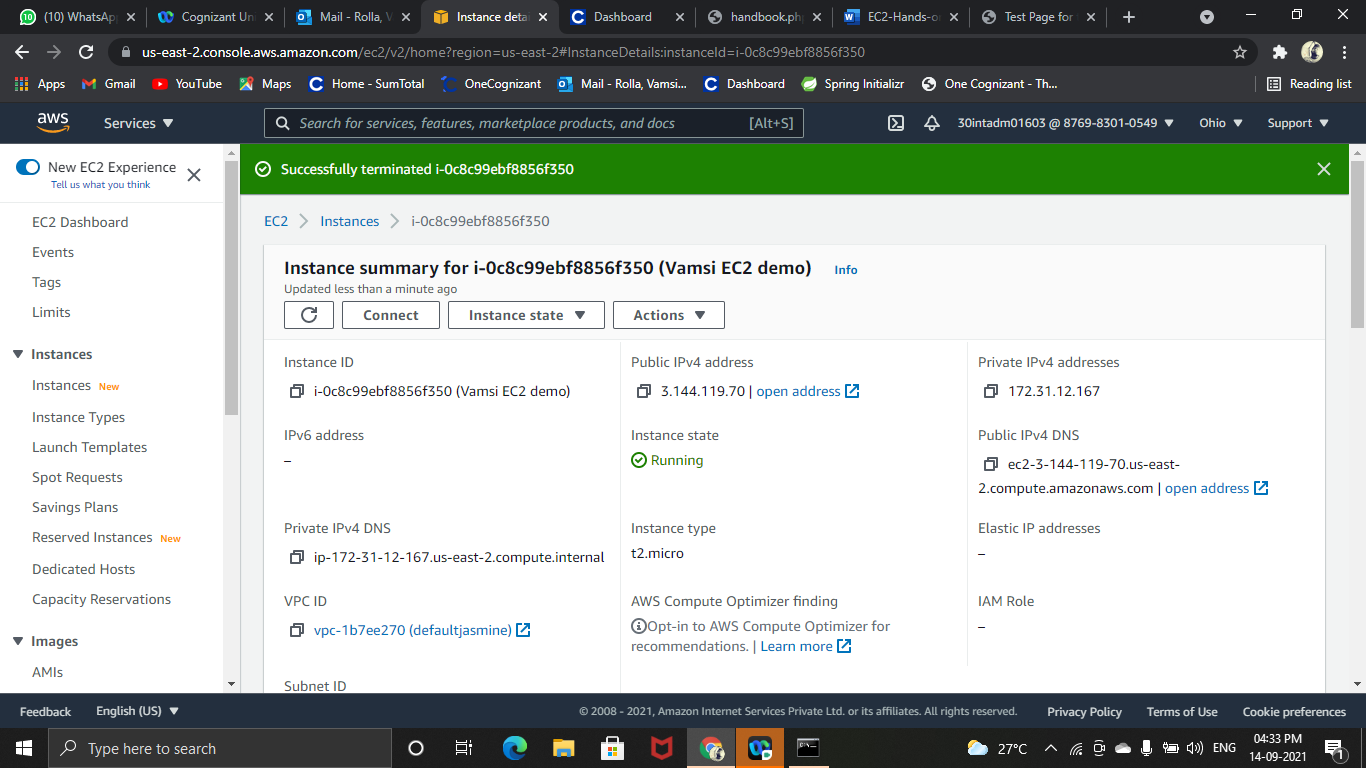 (10) WhatsAp
Cognizant Uni
Mail - Rolla, V
Instance detai
Dashboard
handbook.ph
EC2-Hands-o
Test Page for
us-east-2.console.aws.amazon.com/ec2/v2/home?region=us-east-2#InstanceDetails:instanceId=i-0c8c99ebf8856f350
Apps
Gmail
YouTube
Maps
Home - SumTotal
OneCognizant
Mail - Rolla, Vamsi...
Dashboard
Spring Initializr
One Cognizant - Th...
Reading list
aws
Services
Search for services, features, marketplace products, and docs [Alt+S]
30intadm01603 @ 8769-8301-0549
Ohio
Support
New EC2 Experience
Tell us what you think
EC2 Dashboard
Events
Tags
Limits
Instances
Instances New
Instance Types
Launch Templates
Spot Requests
Savings Plans
Reserved Instances New
Dedicated Hosts
Capacity Reservations
Images
AMIs
Successfully terminated i-0c8c99ebf8856f350
EC2 > Instances > i-0c8c99ebf8856f350
Instance summary for i-0c8c99ebf8856f350 (Vamsi EC2 demo) Info
Updated less than a minute ago
Connect
Instance state
Actions
Instance ID
i-0c8c99ebf8856f350 (Vamsi EC2 demo)
Public IPv4 address
3.144.119.70 | open address
Private IPv4 addresses
172.31.12.167
IPv6 address
–
Instance state
Running
Public IPv4 DNS
ec2-3-144-119-70.us-east-
2.compute.amazonaws.com | open address
Private IPv4 DNS
ip-172-31-12-167.us-east-2.compute.internal
Instance type
t2.micro
Elastic IP addresses
–
VPC ID
vpc-1b7ee270 (defaultjasmine)
AWS Compute Optimizer finding
Opt-in to AWS Compute Optimizer for
recommendations. | Learn more
IAM Role
–
Subnet ID
Feedback
English (US)
© 2008 - 2021, Amazon Internet Services Private Ltd. or its affiliates. All rights reserved.
Privacy Policy
Terms of Use
Cookie preferences
Type here to search
27°C
ENG
04:33 PM
14-09-2021
1